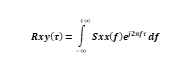 Rxy(τ) = ∫_{−∞}^{+∞} Sxx(f)e^{j2πfτ} df